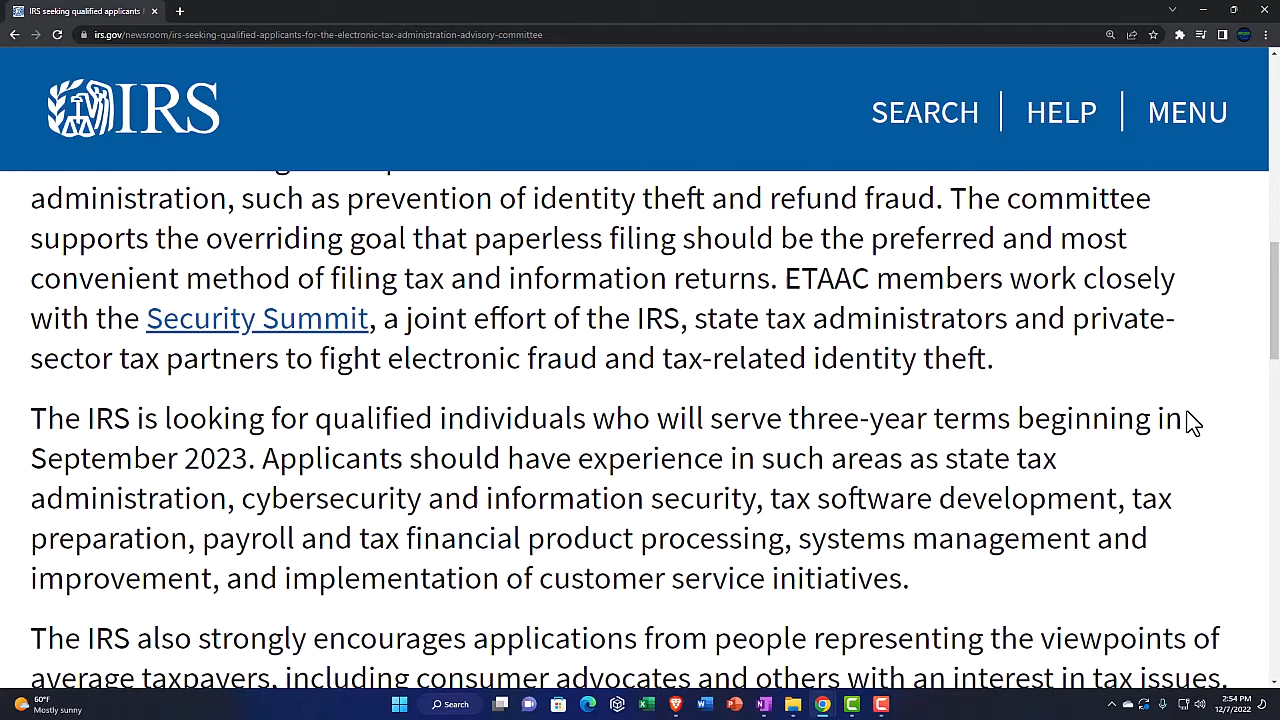 IRS seeking qualified applicants
irs.gov/newsroom/irs-seeking-qualified-applicants-for-the-electronic-tax-administration-advisory-committee
IRS
SEARCH
HELP
MENU
administration, such as prevention of identity theft and refund fraud. The committee
supports the overriding goal that paperless filing should be the preferred and most
convenient method of filing tax and information returns. ETAAC members work closely
with the Security Summit, a joint effort of the IRS, state tax administrators and private-
sector tax partners to fight electronic fraud and tax-related identity theft.
The IRS is looking for qualified individuals who will serve three-year terms beginning in
September 2023. Applicants should have experience in such areas as state tax
administration, cybersecurity and information security, tax software development, tax
preparation, payroll and tax financial product processing, systems management and
improvement, and implementation of customer service initiatives.
The IRS also strongly encourages applications from people representing the viewpoints of
average taxpayers, including consumer advocates and others with an interest in tax issues.
60°F
Mostly sunny
Search
2:54 PM
12/7/2022